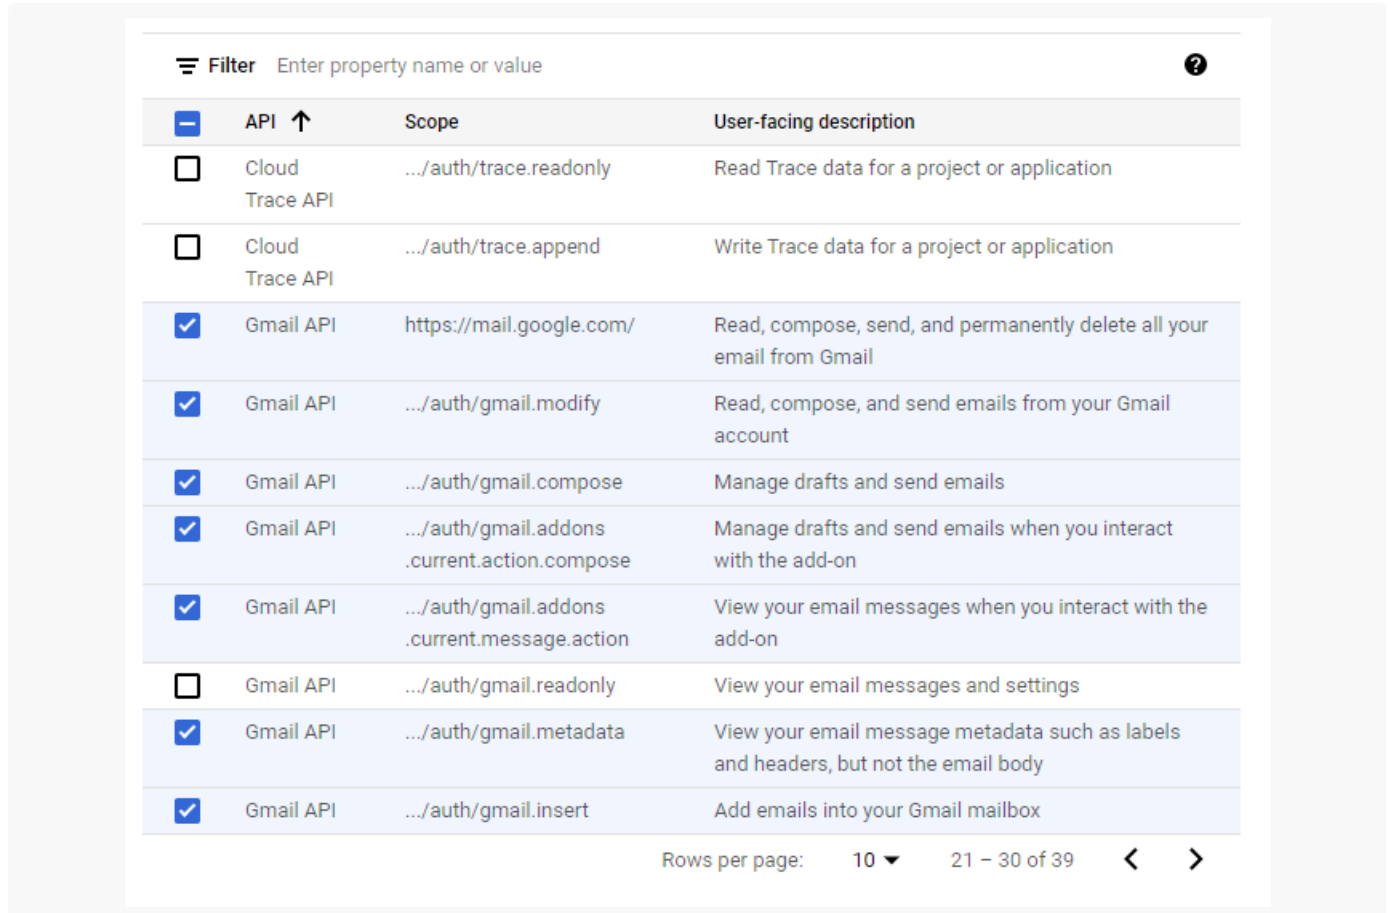 Filter Enter property name or value
API Scope User-facing description
Cloud Trace API .../auth/trace.readonly Read Trace data for a project or application
Cloud Trace API .../auth/trace.append Write Trace data for a project or application
Gmail API https://mail.google.com/ Read, compose, send, and permanently delete all your
email from Gmail
Gmail API .../auth/gmail.modify Read, compose, and send emails from your Gmail
account
Gmail API .../auth/gmail.compose Manage drafts and send emails
Gmail API .../auth/gmail.addons Manage drafts and send emails when you interact
.current.action.compose with the add-on
Gmail API .../auth/gmail.addons View your email messages when you interact with the
.current.message.action add-on
Gmail API .../auth/gmail.readonly View your email messages and settings
Gmail API .../auth/gmail.metadata View your email message metadata such as labels
and headers, but not the email body
Gmail API .../auth/gmail.insert Add emails into your Gmail mailbox
Rows per page: 10 21 – 30 of 39